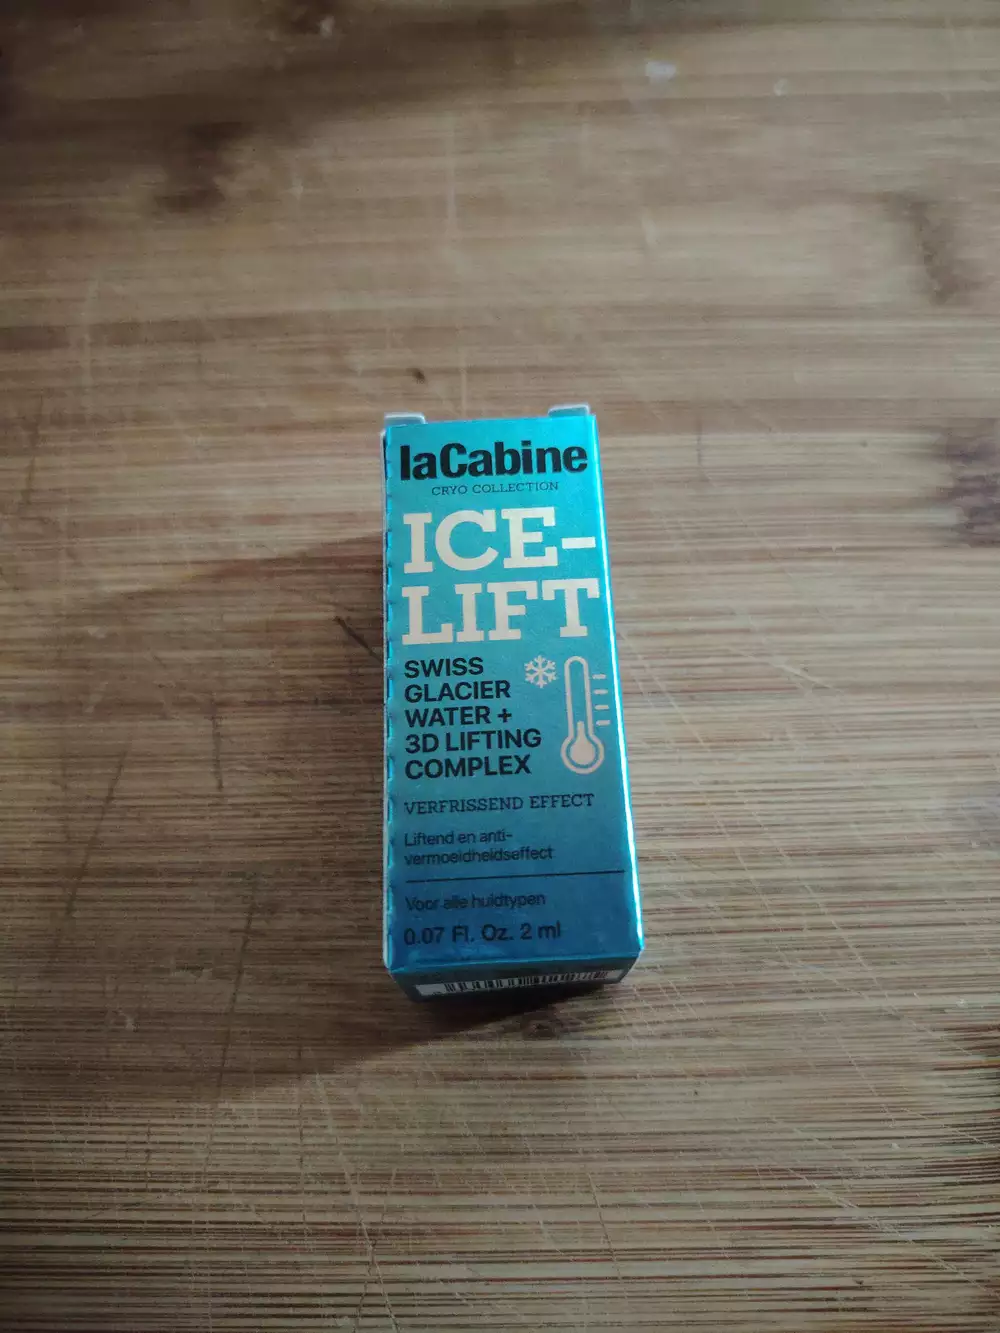 laCabine
CRYO COLLECTION
ICE-
LIFT
SWISS
GLACIER
WATER +
3D LIFTING
COMPLEX
VERFRISSEND EFFECT
Liftend en anti-
vermoeidheidseffect
Voor alle huidtypen
0.07 Fl. Oz. 2 ml